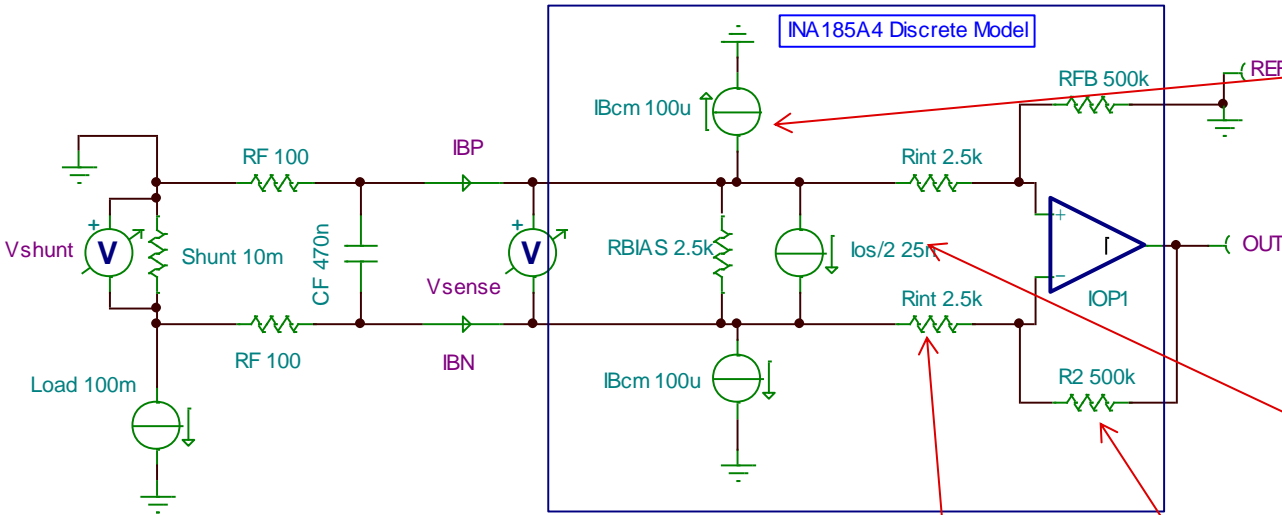 INA185A4 Discrete Model
REF
RFB 500k
IBcm 100u
RF 100
IBP
Rint 2.5k
+
Vshunt
V
Shunt 10m
CF 470n
+
V
Vsense
RBIAS 2.5k
Ios/2 25n
+
-
IOP1
OUT
Rint 2.5k
RF 100
IBN
Load 100m
IBcm 100u
R2 500k